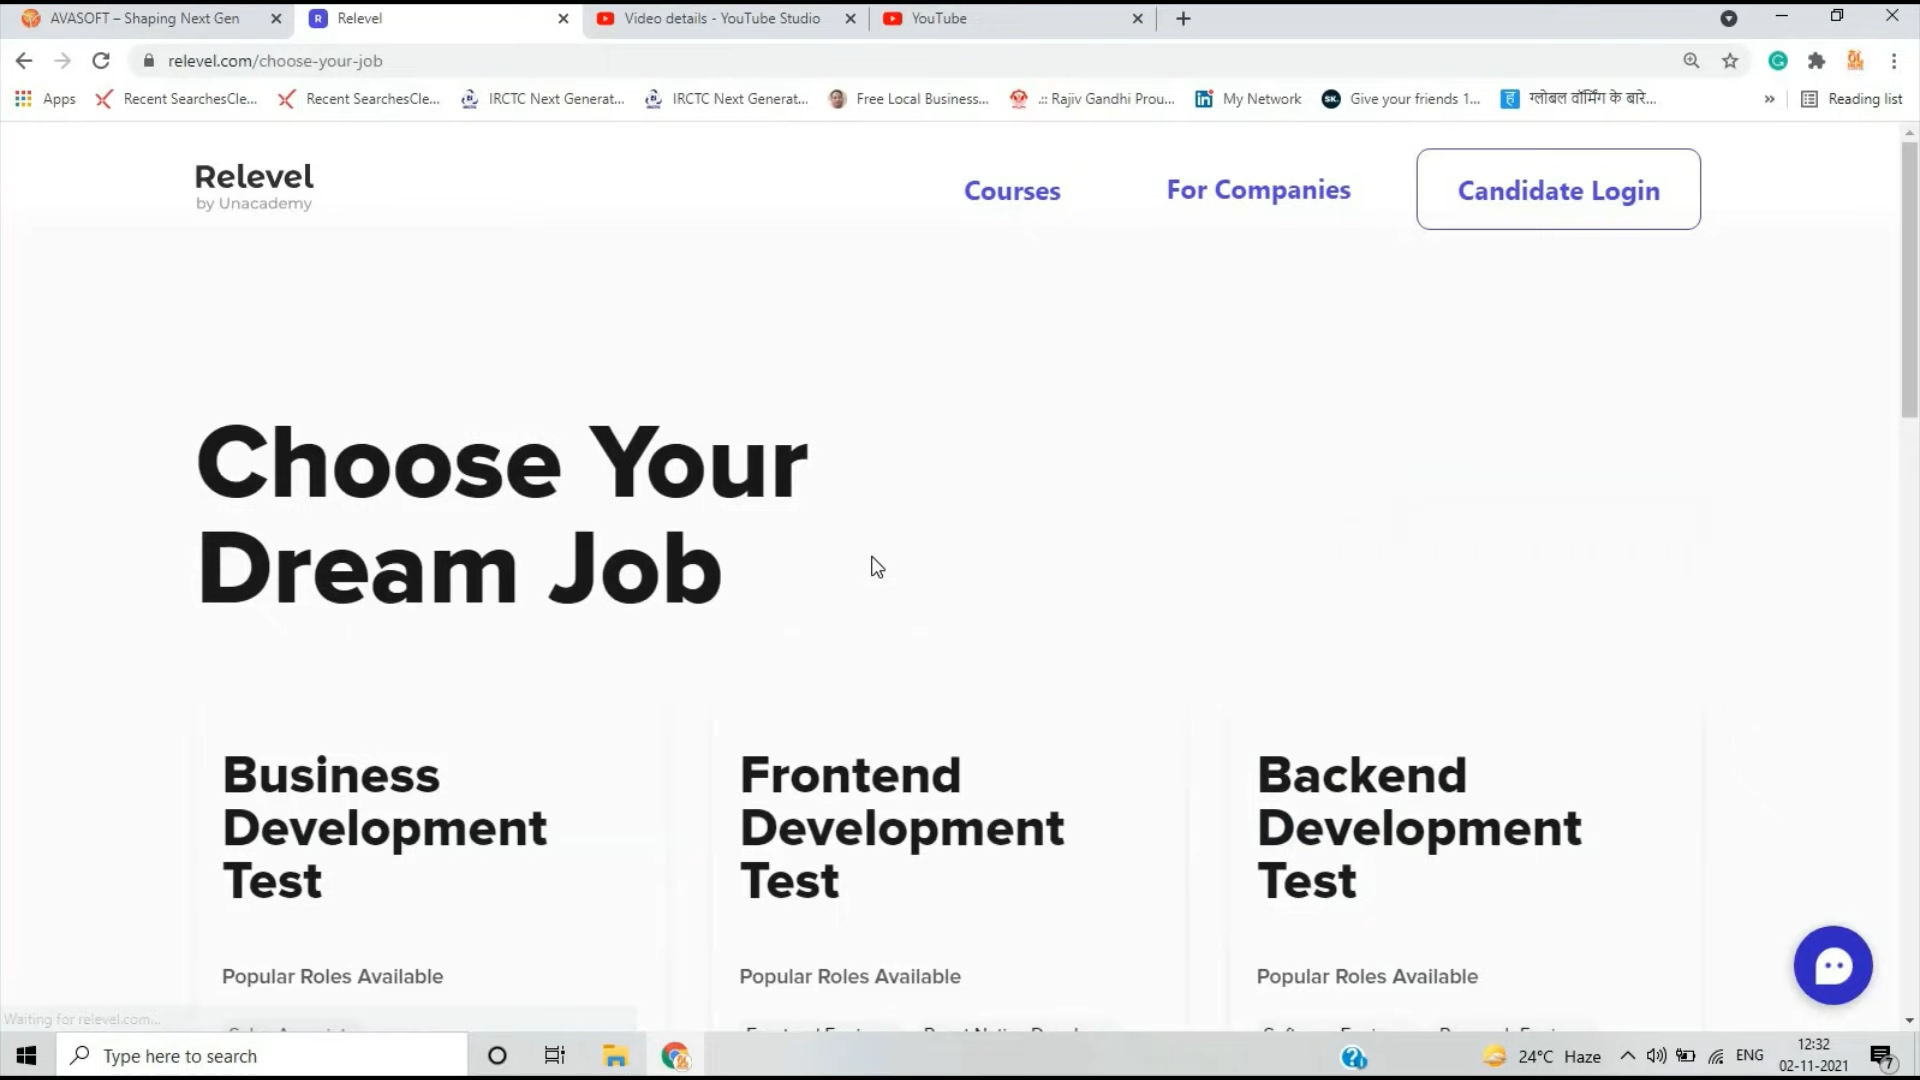 AVASOFT – Shaping Next Gen
Relevel
Video details - YouTube Studio
YouTube
relevel.com/choose-your-job
Apps
Recent SearchesCle...
Recent SearchesCle...
IRCTC Next Generat...
IRCTC Next Generat...
Free Local Business...
.:: Rajiv Gandhi Prou...
My Network
Give your friends 1...
ग्लोबल वॉर्मिंग के बारे...
Reading list
Relevel
by Unacademy
Courses
For Companies
Candidate Login
Choose Your
Dream Job
Business
Development
Test
Frontend
Development
Test
Backend
Development
Test
Popular Roles Available
Popular Roles Available
Popular Roles Available
Waiting for relevel.com...
Type here to search
24°C Haze
ENG
12:32
02-11-2021
7